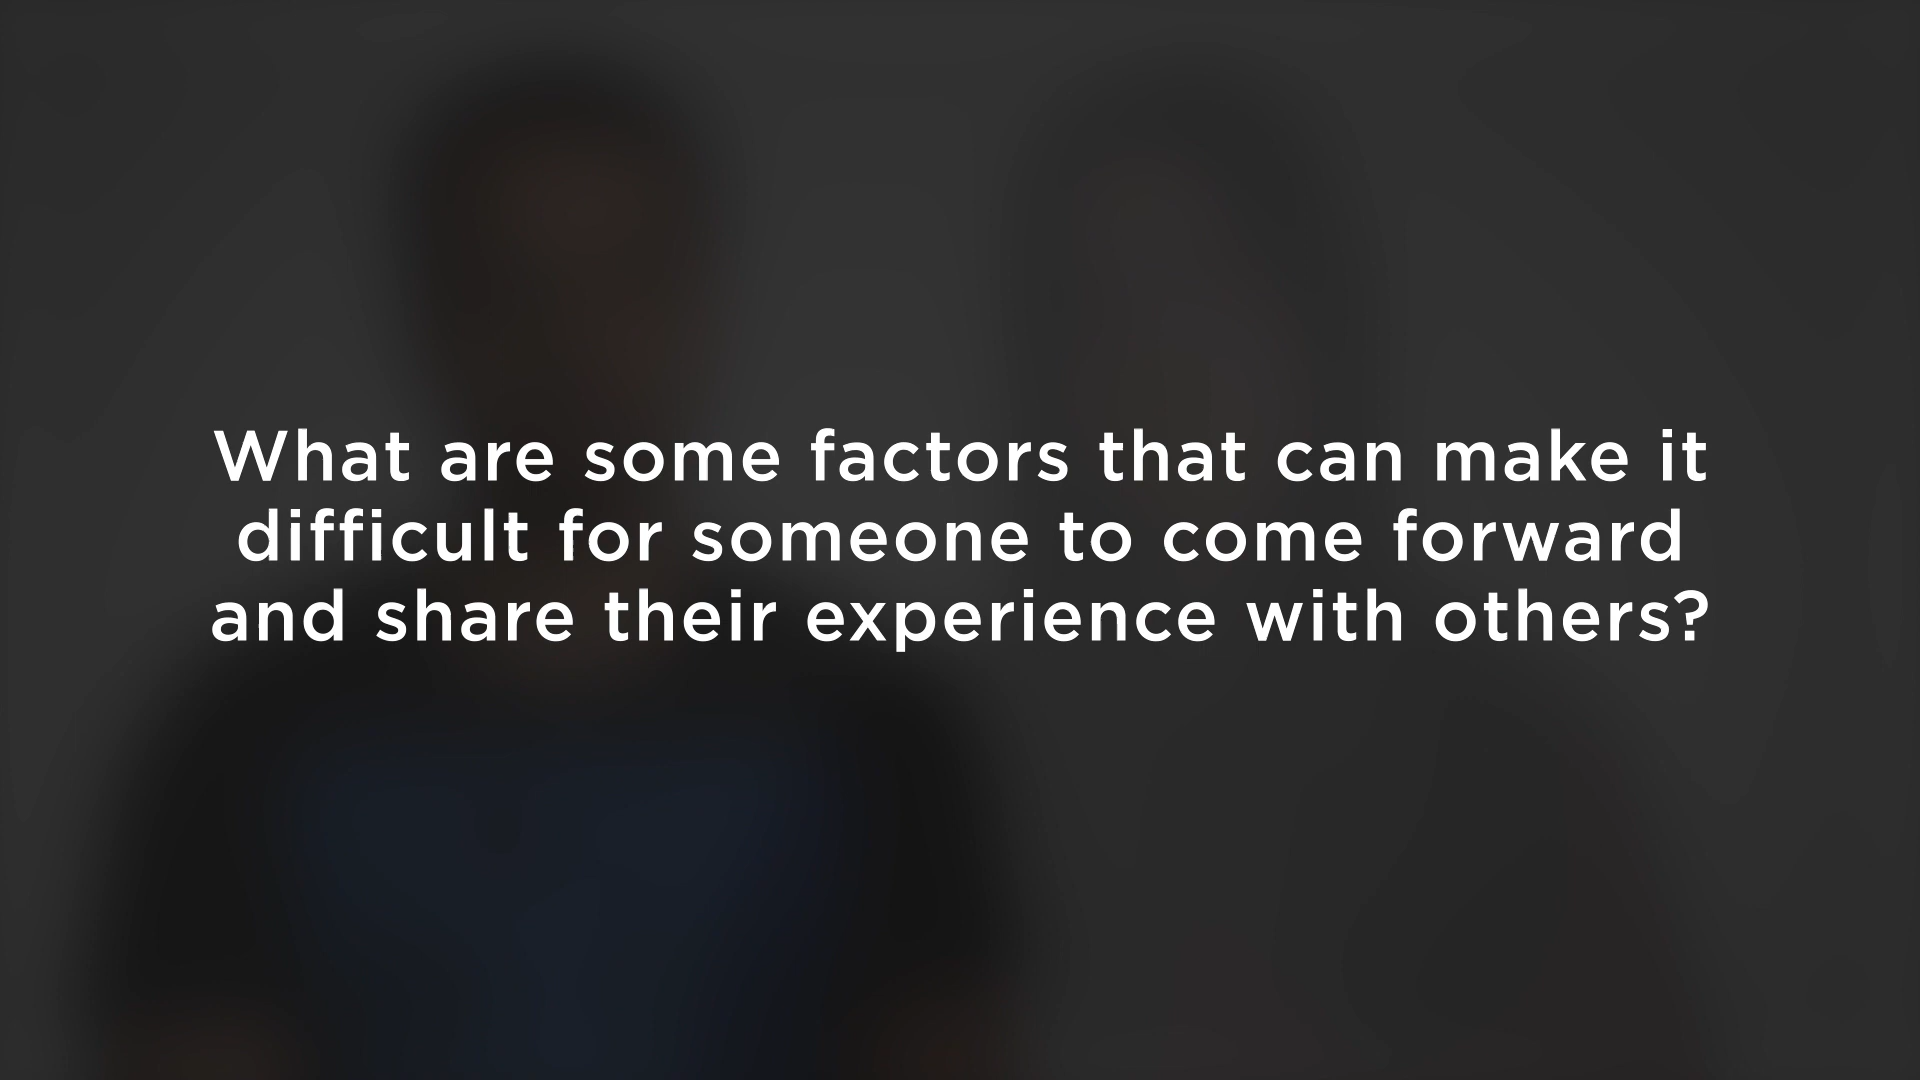 What are some factors that can make it
difficult for someone to come forward
and share their experience with others?